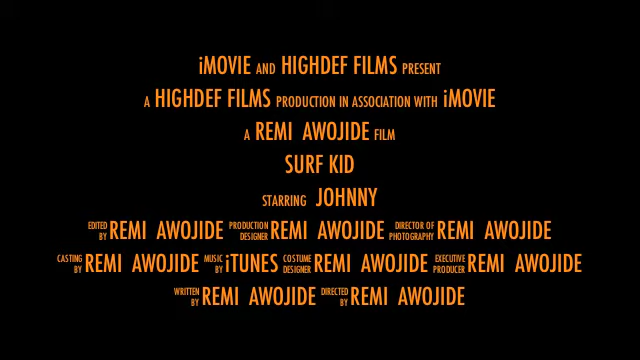 iMOVIE AND HIGHDEF FILMS PRESENT
A HIGHDEF FILMS PRODUCTION IN ASSOCIATION WITH iMOVIE
A REMI AWOJIDE FILM
SURF KID
STARRING JOHNNY
EDITED BY REMI AWOJIDE PRODUCTION DESIGNER REMI AWOJIDE DIRECTOR OF PHOTOGRAPHY REMI AWOJIDE
CASTING BY REMI AWOJIDE MUSIC BY iTUNES COSTUME DESIGNER REMI AWOJIDE EXECUTIVE PRODUCER REMI AWOJIDE
WRITTEN BY REMI AWOJIDE DIRECTED BY REMI AWOJIDE